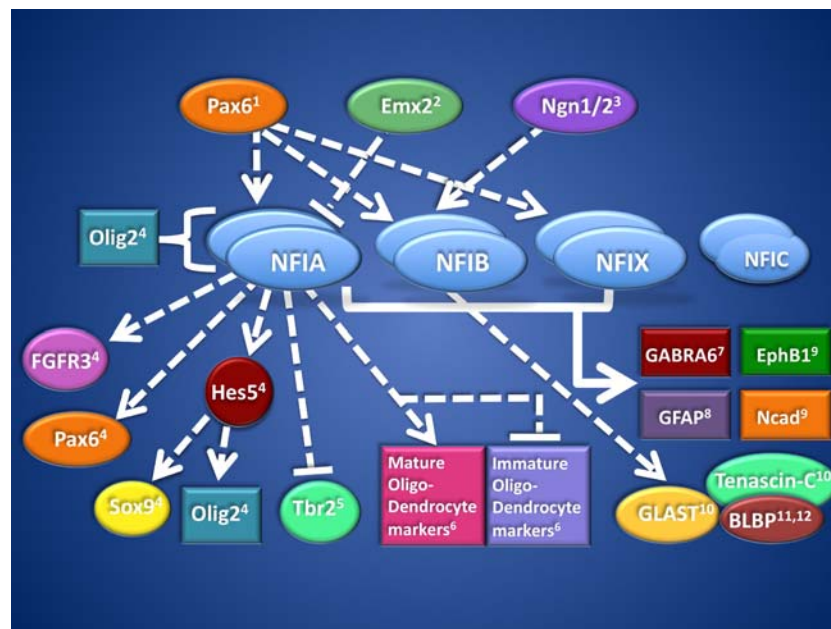 Pax6¹
Emx2²
Ngn1/2³
Olig2⁴
NFIA
NFIB
NFIX
NFIC
FGFR3⁴
Hes5⁴
GABRA6⁷
EphB1⁹
Pax6⁴
GFAP⁸
Ncad⁹
Sox9⁴
Olig2⁴
Tbr2⁵
Mature
Oligo-
Dendrocyte
markers⁶
Immature
Oligo-
Dendrocyte
markers⁶
GLAST¹⁰
Tenascin-C¹⁰
BLBP¹¹,¹²